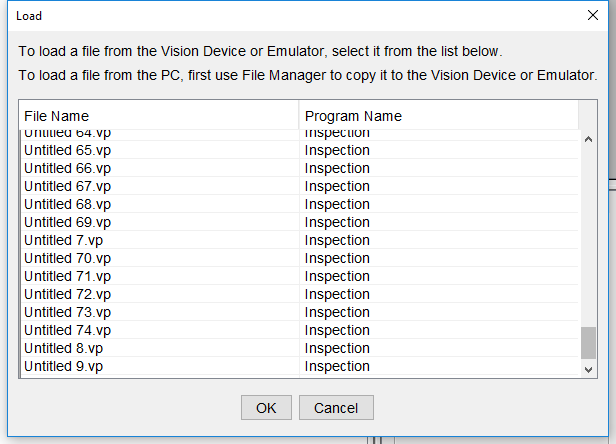 Load
To load a file from the Vision Device or Emulator, select it from the list below.
To load a file from the PC, first use File Manager to copy it to the Vision Device or Emulator.
File Name Program Name
Untitled 64.vp Inspection
Untitled 65.vp Inspection
Untitled 66.vp Inspection
Untitled 67.vp Inspection
Untitled 68.vp Inspection
Untitled 69.vp Inspection
Untitled 7.vp Inspection
Untitled 70.vp Inspection
Untitled 71.vp Inspection
Untitled 72.vp Inspection
Untitled 73.vp Inspection
Untitled 74.vp Inspection
Untitled 8.vp Inspection
Untitled 9.vp Inspection
OK Cancel